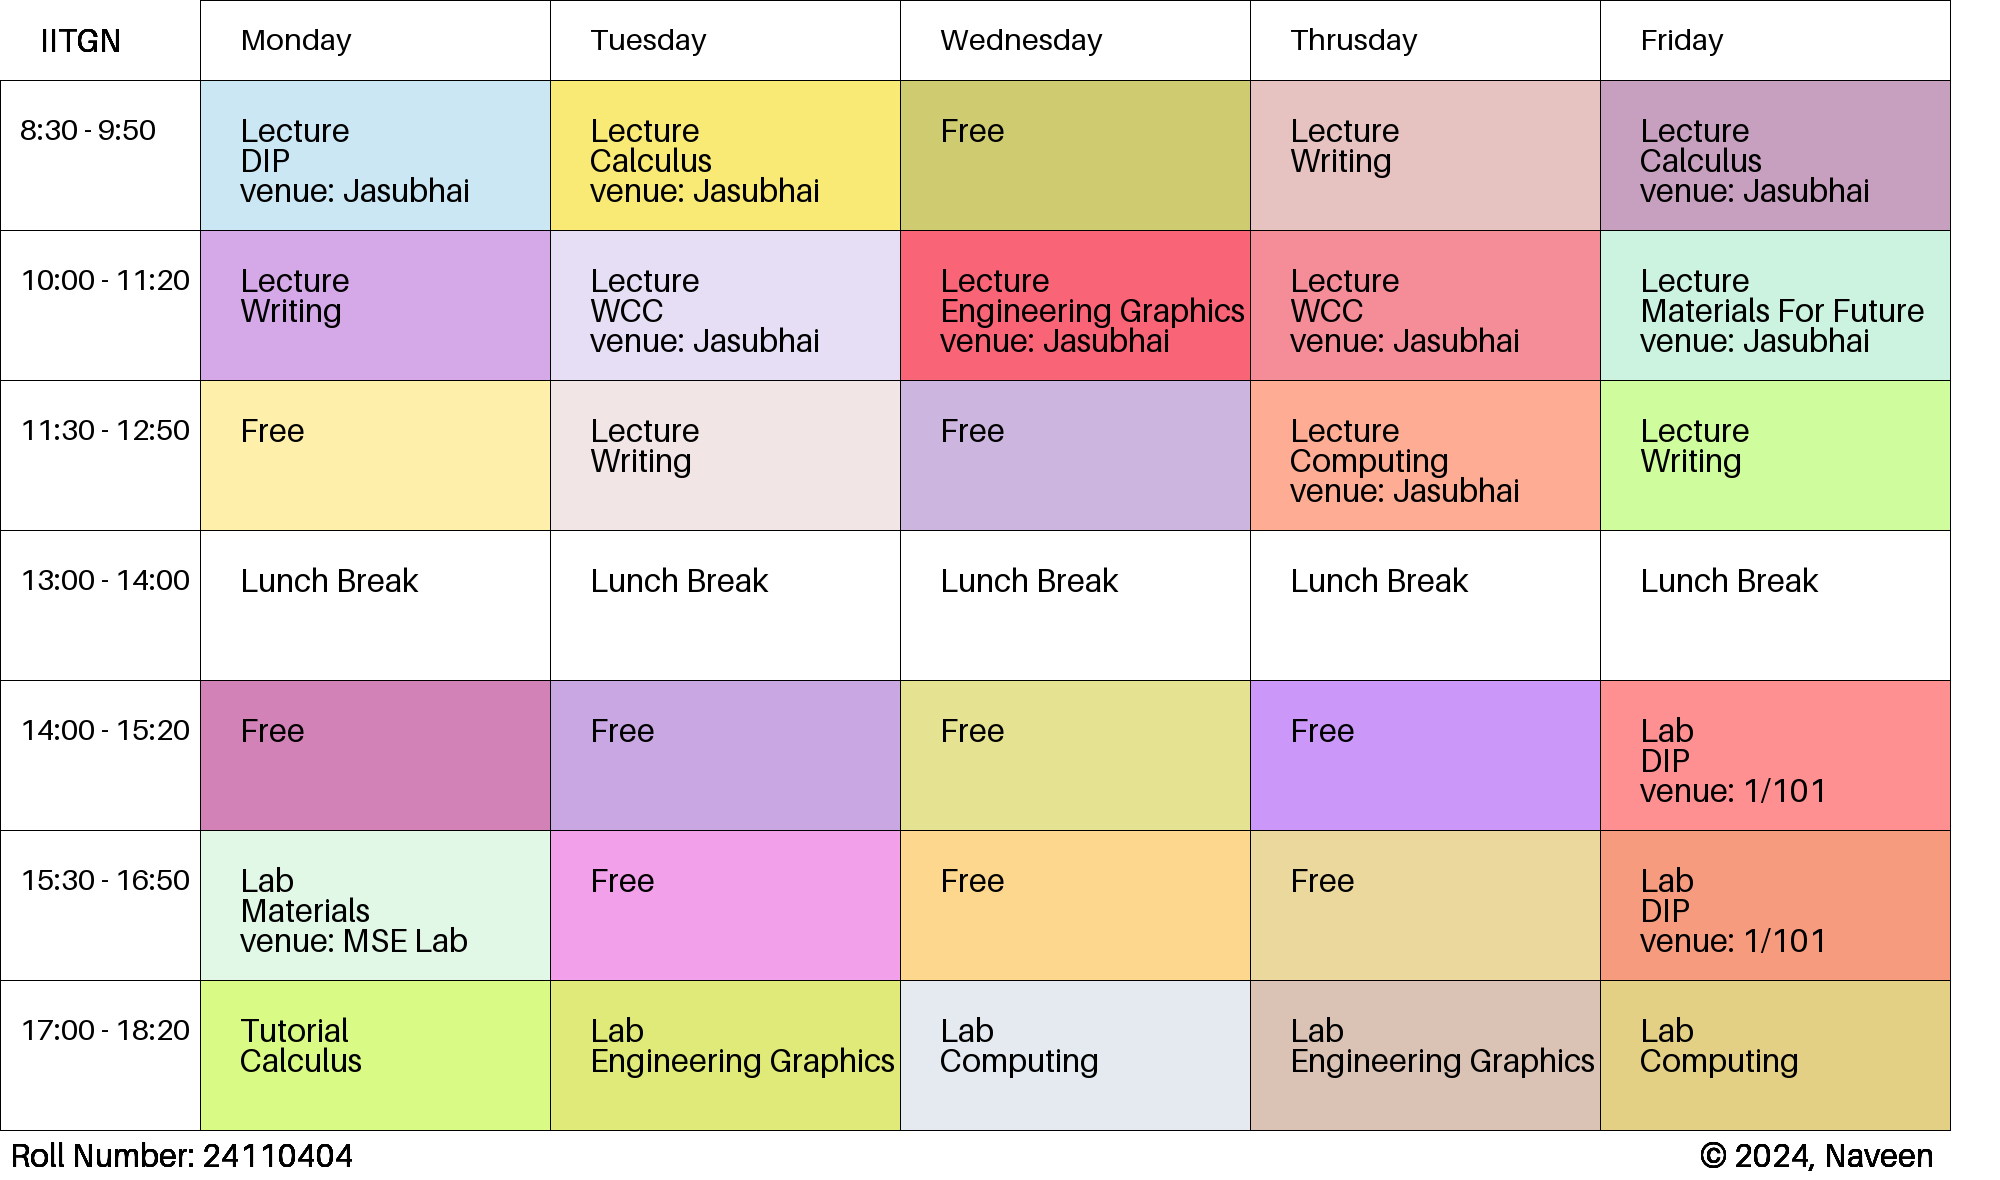 IITGN Monday Tuesday Wednesday Thrusday Friday
8:30 - 9:50
Lecture
DIP
venue: Jasubhai
Lecture
Calculus
venue: Jasubhai
Free
Lecture
Writing
Lecture
Calculus
venue: Jasubhai
10:00 - 11:20
Lecture
Writing
Lecture
WCC
venue: Jasubhai
Lecture
Engineering Graphics
venue: Jasubhai
Lecture
WCC
venue: Jasubhai
Lecture
Materials For Future
venue: Jasubhai
11:30 - 12:50
Free
Lecture
Writing
Free
Lecture
Computing
venue: Jasubhai
Lecture
Writing
13:00 - 14:00
Lunch Break
Lunch Break
Lunch Break
Lunch Break
Lunch Break
14:00 - 15:20
Free
Free
Free
Free
Lab
DIP
venue: 1/101
15:30 - 16:50
Lab
Materials
venue: MSE Lab
Free
Free
Free
Lab
DIP
venue: 1/101
17:00 - 18:20
Tutorial
Calculus
Lab
Engineering Graphics
Lab
Computing
Lab
Engineering Graphics
Lab
Computing
Roll Number: 24110404
© 2024, Naveen